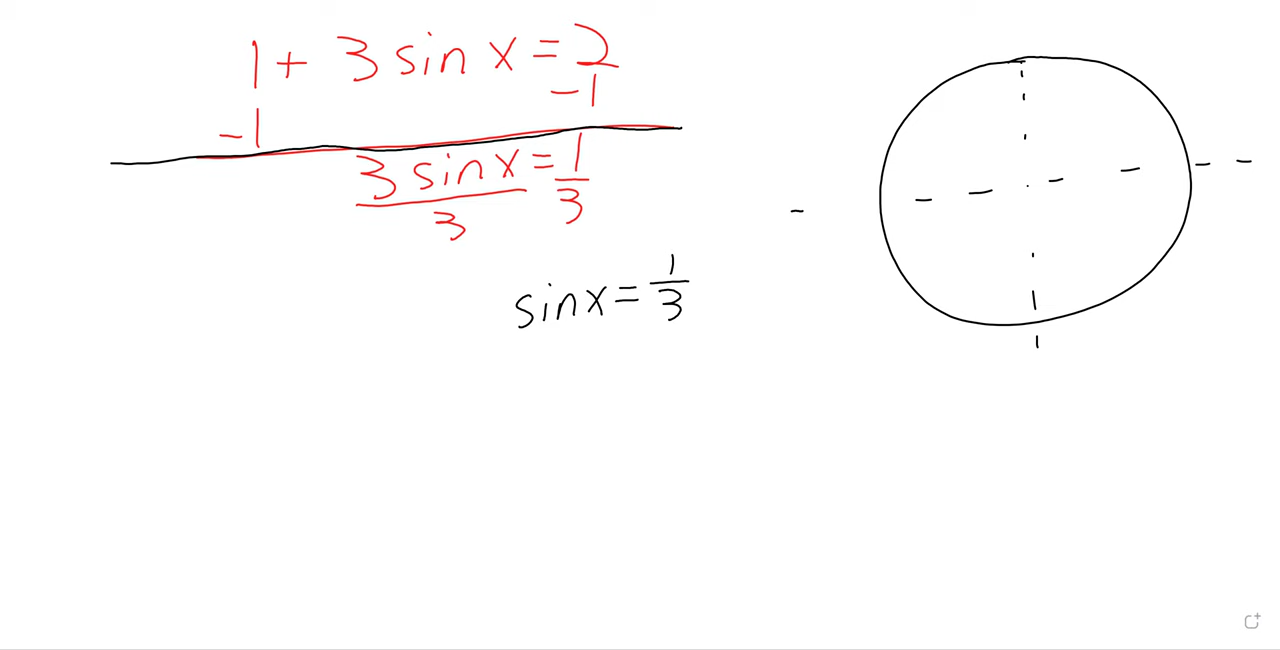 1 + 3 sin x = 2
-1 -1
3 sin x = 1
3 3
sin x = 1/3